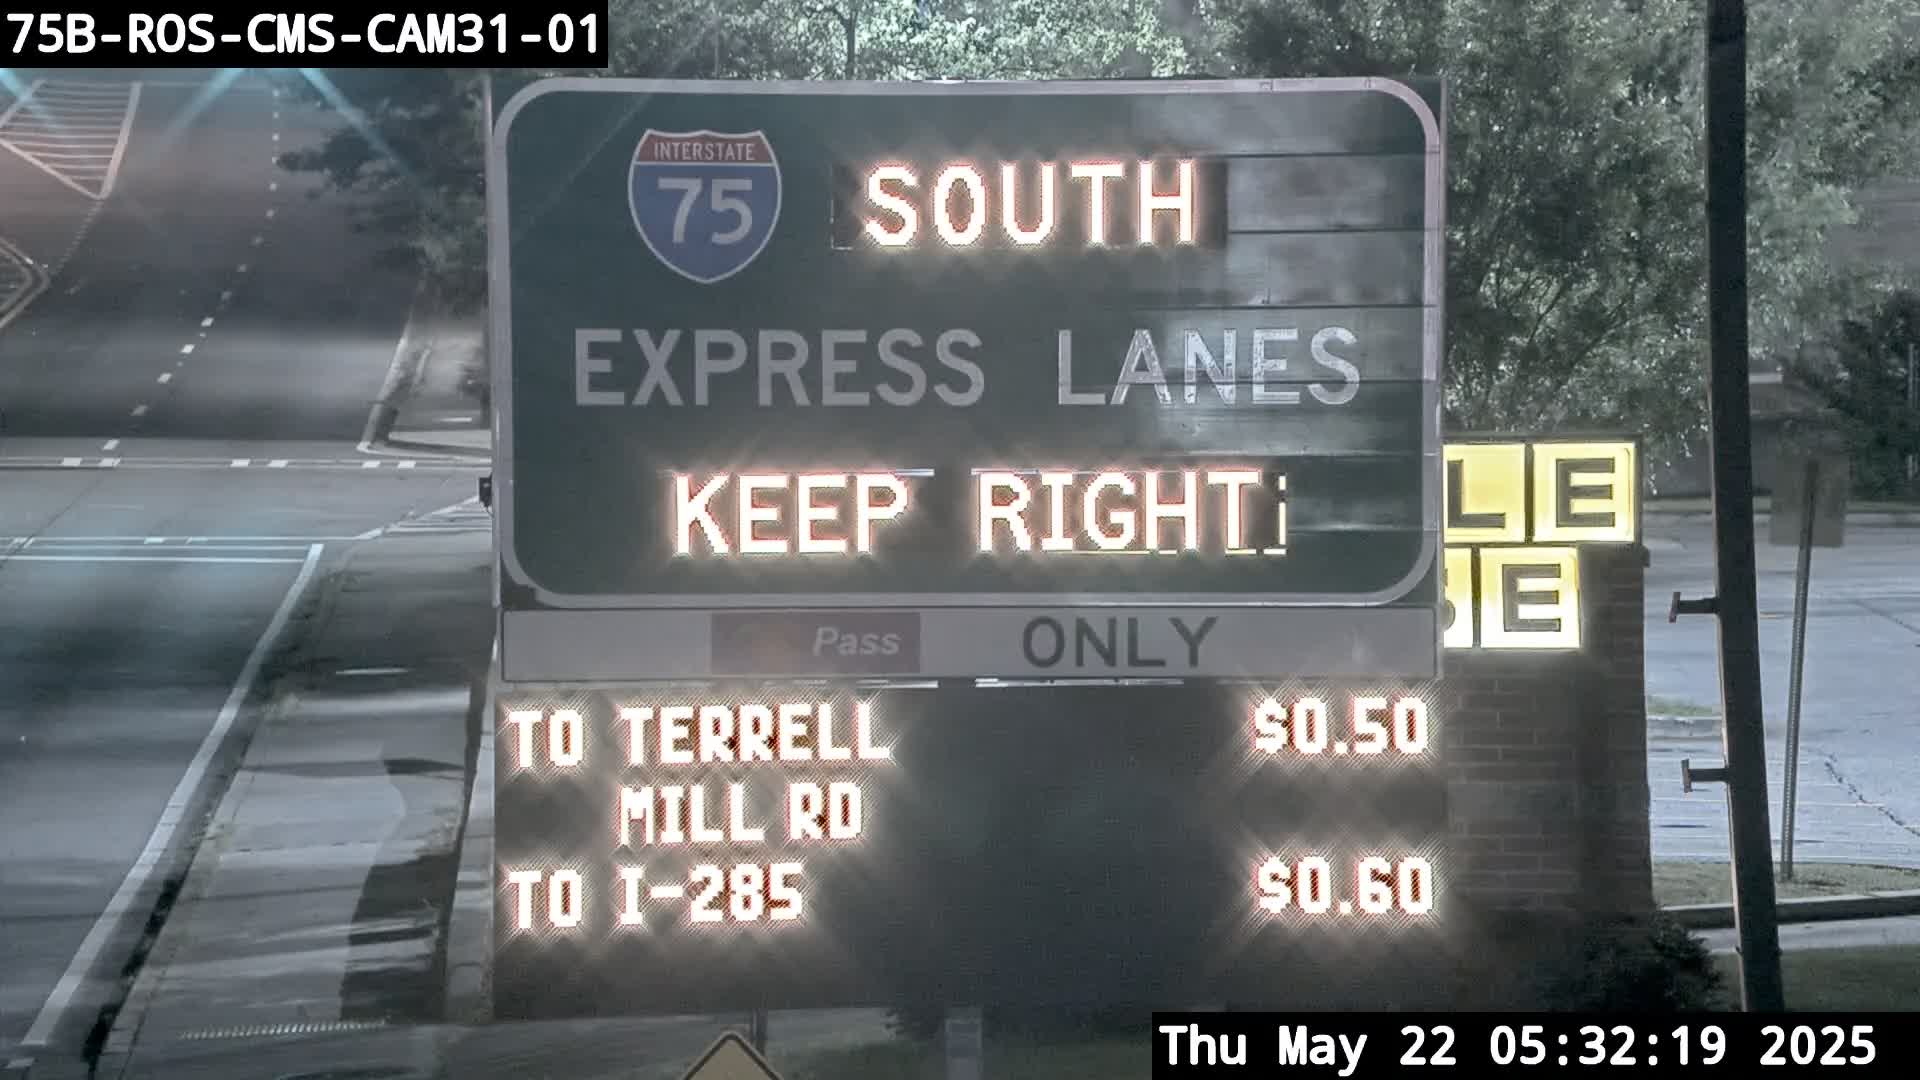 75B-ROS-CMS-CAM31-01
INTERSTATE
75
SOUTH
EXPRESS LANES
KEEP RIGHT
Pass ONLY
TO TERRELL $0.50
MILL RD
TO I-285 $0.60
LE
E
Thu May 22 05:32:19 2025